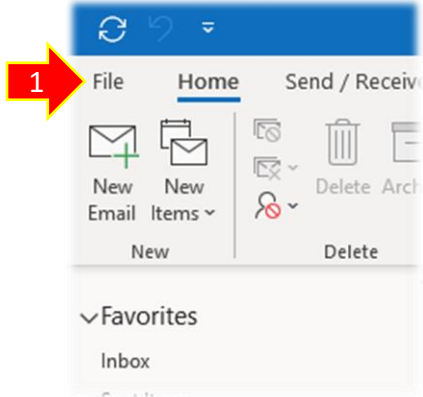 1
File Home Send / Receive
New New Delete Arch
Email Items
New Delete
Favorites
Inbox